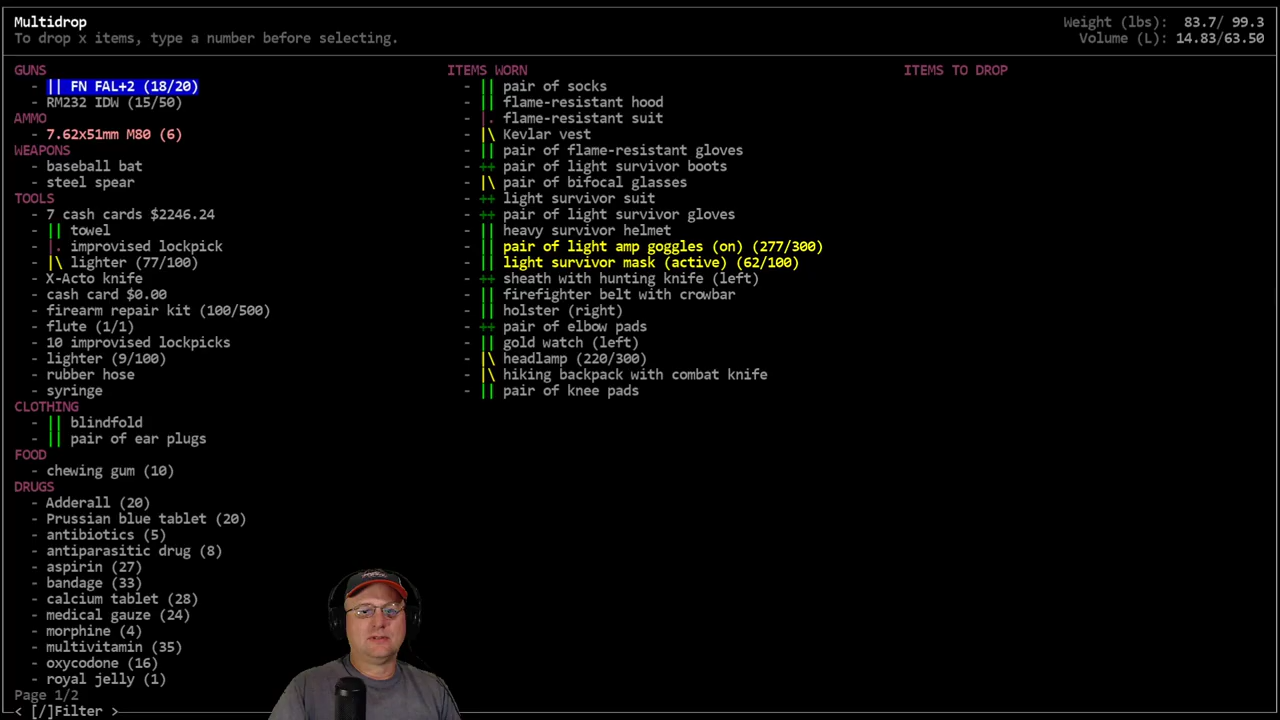 Multidrop
To drop x items, type a number before selecting.
Weight (lbs): 83.7/ 99.3
Volume (L): 14.83/63.50
GUNS
- || FN FAL+2 (18/20)
- RM232 IDW (15/50)
AMMO
- 7.62x51mm M80 (6)
WEAPONS
- baseball bat
- steel spear
TOOLS
- 7 cash cards $2246.24
- || towel
- |. improvised lockpick
- |\ lighter (77/100)
- X-Acto knife
- cash card $0.00
- firearm repair kit (100/500)
- flute (1/1)
- 10 improvised lockpicks
- lighter (9/100)
- rubber hose
- syringe
CLOTHING
- || blindfold
- || pair of ear plugs
FOOD
- chewing gum (10)
DRUGS
- Adderall (20)
- Prussian blue tablet (20)
- antibiotics (5)
- antiparasitic drug (8)
- aspirin (27)
- bandage (33)
- calcium tablet (28)
- medical gauze (24)
- morphine (4)
- multivitamin (35)
- oxycodone (16)
- royal jelly (1)
Page 1/2
< [/]Filter >
ITEMS WORN
- || pair of socks
- || flame-resistant hood
- |. flame-resistant suit
- |\ Kevlar vest
- || pair of flame-resistant gloves
- ++ pair of light survivor boots
- |\ pair of bifocal glasses
- ++ light survivor suit
- ++ pair of light survivor gloves
- || heavy survivor helmet
- || pair of light amp goggles (on) (277/300)
- || light survivor mask (active) (62/100)
- ++ sheath with hunting knife (left)
- || firefighter belt with crowbar
- || holster (right)
- ++ pair of elbow pads
- || gold watch (left)
- |\ headlamp (220/300)
- |\ hiking backpack with combat knife
- || pair of knee pads
ITEMS TO DROP